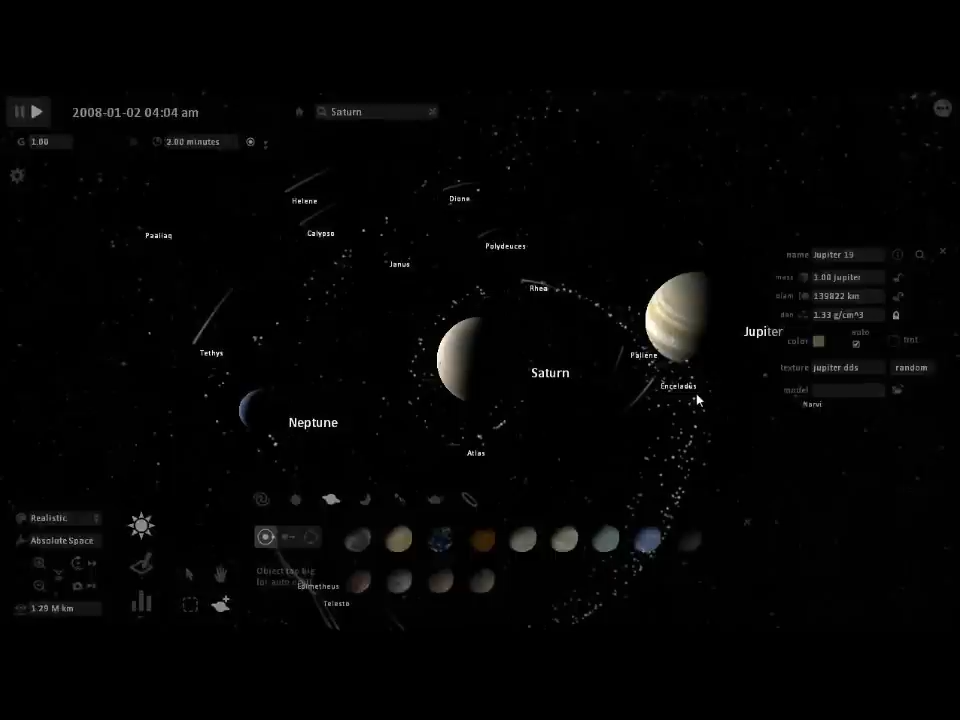 2008-01-02 04:04 am
Saturn
G 1.00
2.00 minutes
Helene
Dione
Calypso
Paaliaq
Polydeuces
Janus
name Jupiter 19
mass 1.00 jupiter
Rhea
diam 139822 km
den 1.33 g/cm^3
Jupiter
auto
color
tint
Tethys
Pallene
Saturn
texture jupiter dds random
Enceladus
model
Narvi
Neptune
Atlas
Realistic
Absolute Space
Object too big
for auto
Epimetheus
Telesto
1.29 M km